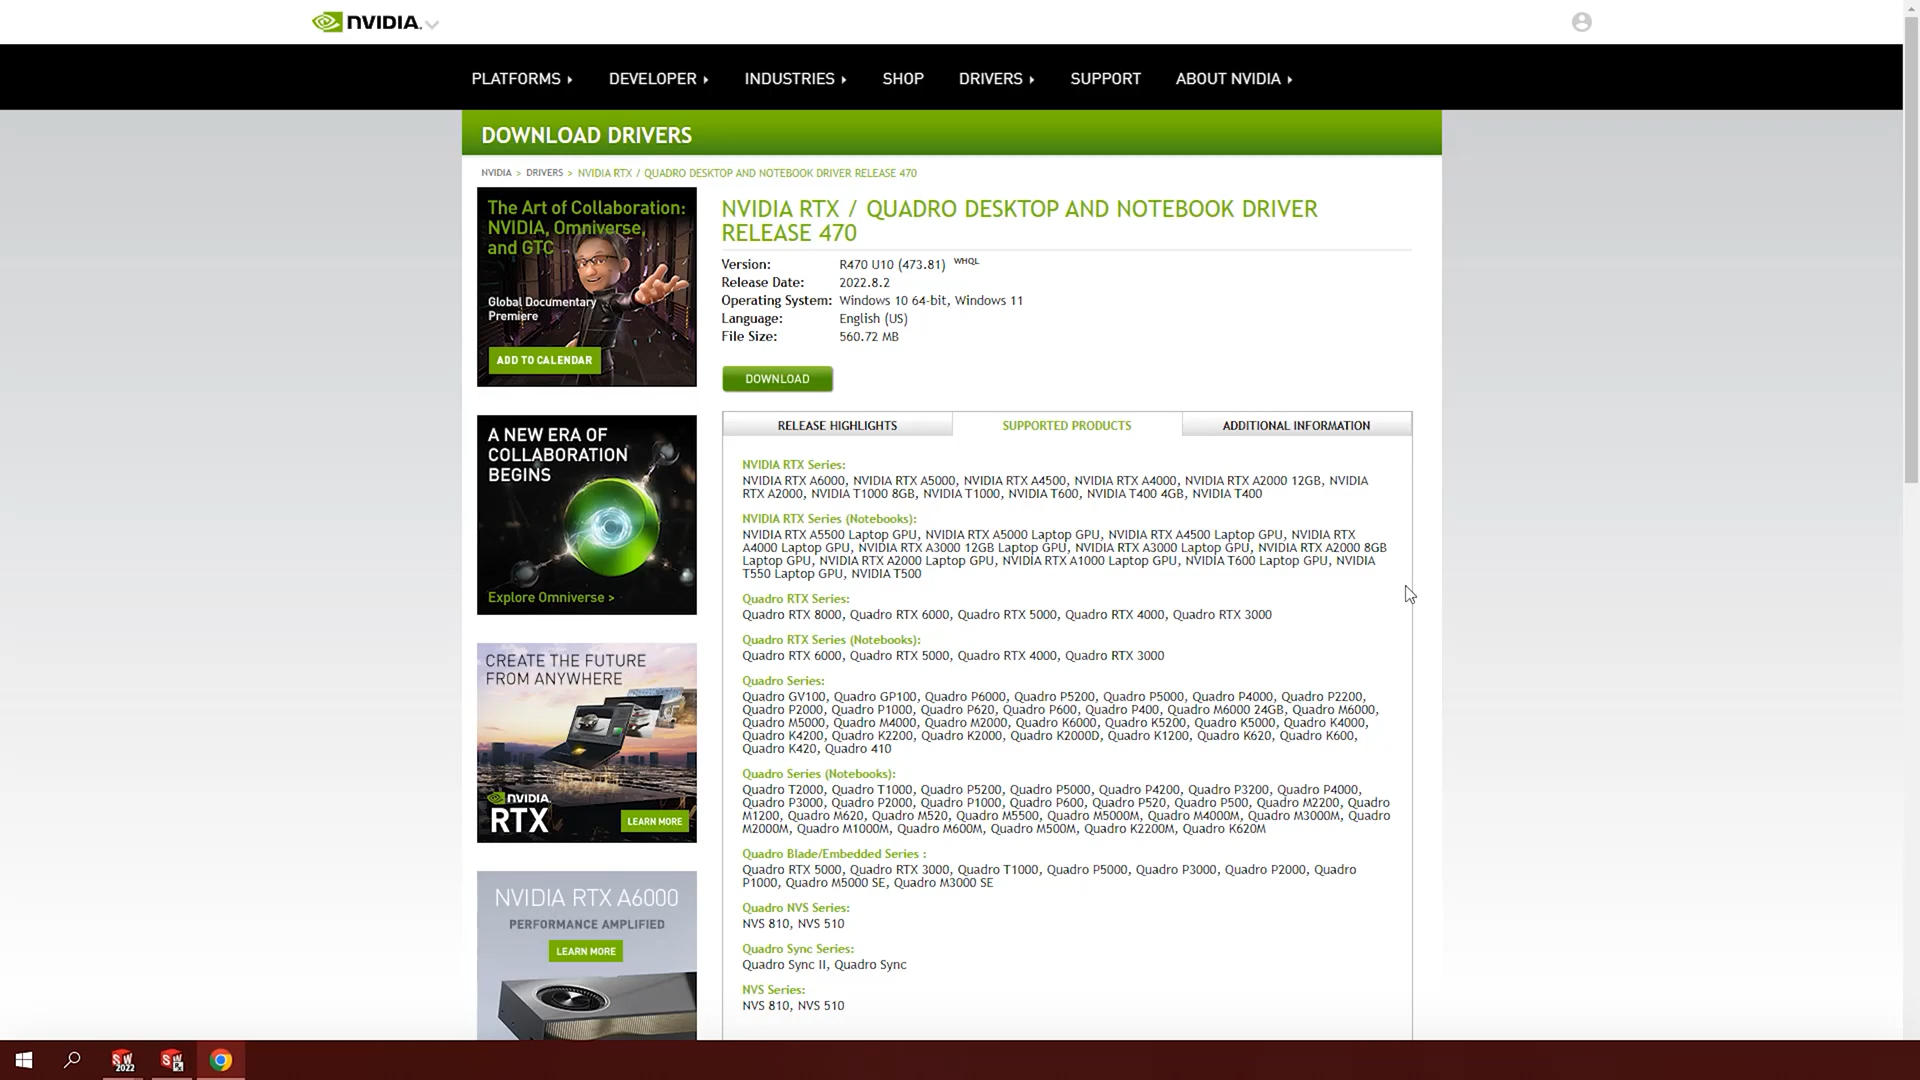 NVIDIA.
PLATFORMS DEVELOPER INDUSTRIES SHOP DRIVERS SUPPORT ABOUT NVIDIA
DOWNLOAD DRIVERS
NVIDIA > DRIVERS > NVIDIA RTX / QUADRO DESKTOP AND NOTEBOOK DRIVER RELEASE 470
The Art of Collaboration:
NVIDIA, Omniverse,
and GTC
Global Documentary
Premiere
ADD TO CALENDAR
A NEW ERA OF
COLLABORATION
BEGINS
Explore Omniverse >
CREATE THE FUTURE
FROM ANYWHERE
NVIDIA.
RTX
LEARN MORE
NVIDIA RTX A6000
PERFORMANCE AMPLIFIED
LEARN MORE
NVIDIA RTX / QUADRO DESKTOP AND NOTEBOOK DRIVER
RELEASE 470
Version: R470 U10 (473.81) WHQL
Release Date: 2022.8.2
Operating System: Windows 10 64-bit, Windows 11
Language: English (US)
File Size: 560.72 MB
DOWNLOAD
RELEASE HIGHLIGHTS SUPPORTED PRODUCTS ADDITIONAL INFORMATION
NVIDIA RTX Series:
NVIDIA RTX A6000, NVIDIA RTX A5000, NVIDIA RTX A4500, NVIDIA RTX A4000, NVIDIA RTX A2000 12GB, NVIDIA
RTX A2000, NVIDIA T1000 8GB, NVIDIA T1000, NVIDIA T600, NVIDIA T400 4GB, NVIDIA T400
NVIDIA RTX Series (Notebooks):
NVIDIA RTX A5500 Laptop GPU, NVIDIA RTX A5000 Laptop GPU, NVIDIA RTX A4500 Laptop GPU, NVIDIA RTX
A4000 Laptop GPU, NVIDIA RTX A3000 12GB Laptop GPU, NVIDIA RTX A3000 Laptop GPU, NVIDIA RTX A2000 8GB
Laptop GPU, NVIDIA RTX A2000 Laptop GPU, NVIDIA RTX A1000 Laptop GPU, NVIDIA T600 Laptop GPU, NVIDIA
T550 Laptop GPU, NVIDIA T500
Quadro RTX Series:
Quadro RTX 8000, Quadro RTX 6000, Quadro RTX 5000, Quadro RTX 4000, Quadro RTX 3000
Quadro RTX Series (Notebooks):
Quadro RTX 6000, Quadro RTX 5000, Quadro RTX 4000, Quadro RTX 3000
Quadro Series:
Quadro GV100, Quadro GP100, Quadro P6000, Quadro P5200, Quadro P5000, Quadro P4000, Quadro P2200,
Quadro P2000, Quadro P1000, Quadro P620, Quadro P600, Quadro P400, Quadro M6000 24GB, Quadro M6000,
Quadro M5000, Quadro M4000, Quadro M2000, Quadro K6000, Quadro K5200, Quadro K5000, Quadro K4000,
Quadro K4200, Quadro K2200, Quadro K2000, Quadro K2000D, Quadro K1200, Quadro K620, Quadro K600,
Quadro K420, Quadro 410
Quadro Series (Notebooks):
Quadro T2000, Quadro T1000, Quadro P5200, Quadro P5000, Quadro P4200, Quadro P3200, Quadro P4000,
Quadro P3000, Quadro P2000, Quadro P1000, Quadro P600, Quadro P520, Quadro P500, Quadro M2200, Quadro
M1200, Quadro M620, Quadro M520, Quadro M5500, Quadro M5000M, Quadro M4000M, Quadro M3000M, Quadro
M2000M, Quadro M1000M, Quadro M600M, Quadro M500M, Quadro K2200M, Quadro K620M
Quadro Blade/Embedded Series :
Quadro RTX 5000, Quadro RTX 3000, Quadro T1000, Quadro P5000, Quadro P3000, Quadro P2000, Quadro
P1000, Quadro M5000 SE, Quadro M3000 SE
Quadro NVS Series:
NVS 810, NVS 510
Quadro Sync Series:
Quadro Sync II, Quadro Sync
NVS Series:
NVS 810, NVS 510
SW 2022
SW